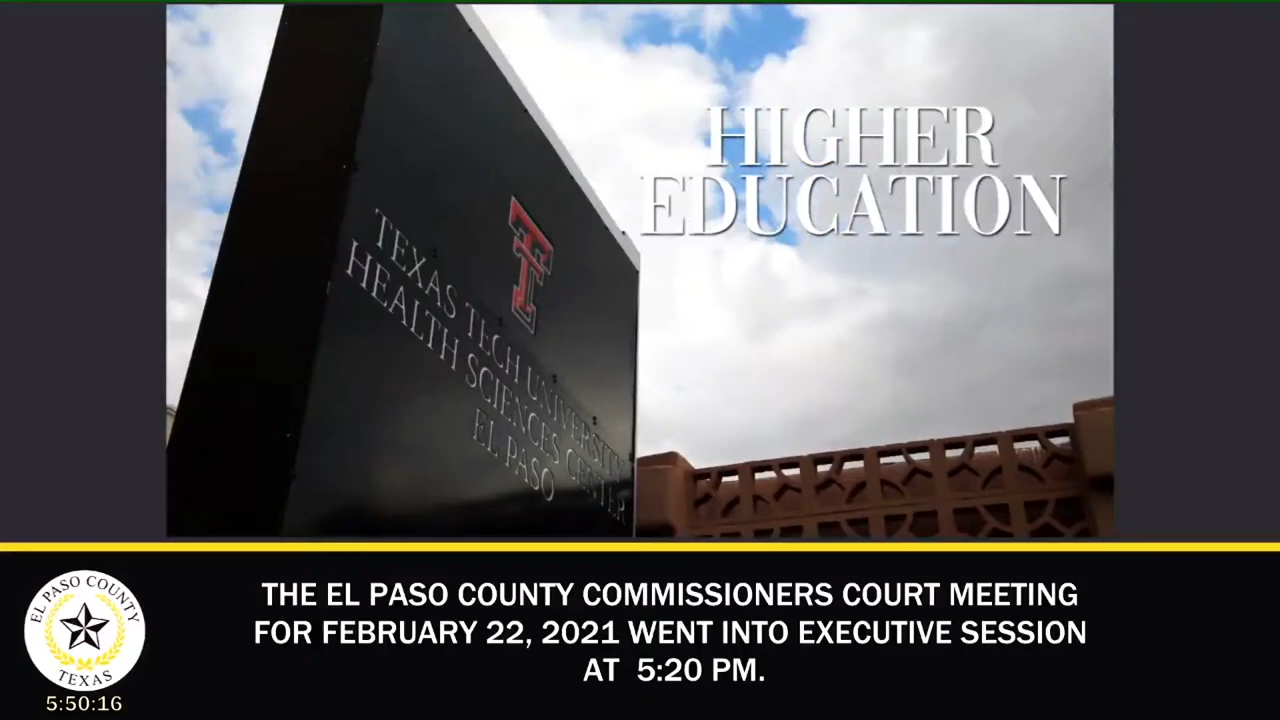 HIGHER
EDUCATION
TEXAS TECH UNIVERSITY
HEALTH SCIENCES CENTER
EL PASO
EL PASO COUNTY
TEXAS
5:50:16
THE EL PASO COUNTY COMMISSIONERS COURT MEETING
FOR FEBRUARY 22, 2021 WENT INTO EXECUTIVE SESSION
AT 5:20 PM.